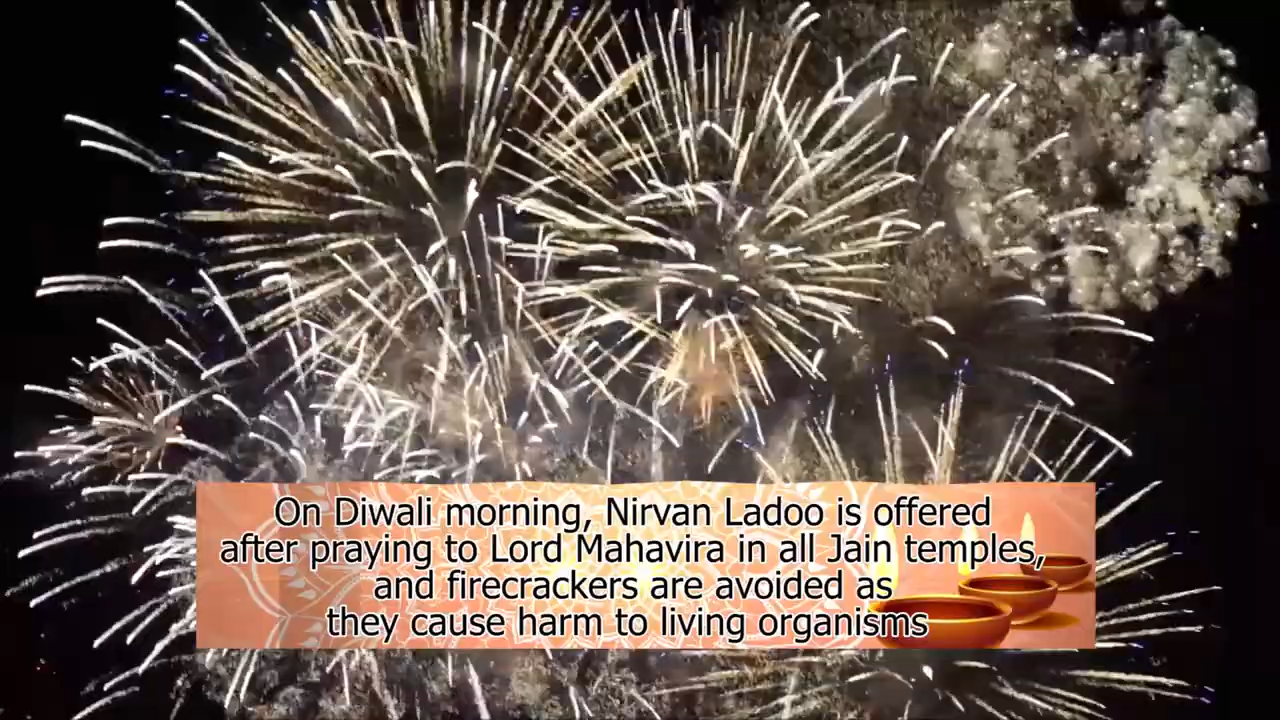 On Diwali morning, Nirvan Ladoo is offered
after praying to Lord Mahavira in all Jain temples,
and firecrackers are avoided as
they cause harm to living organisms